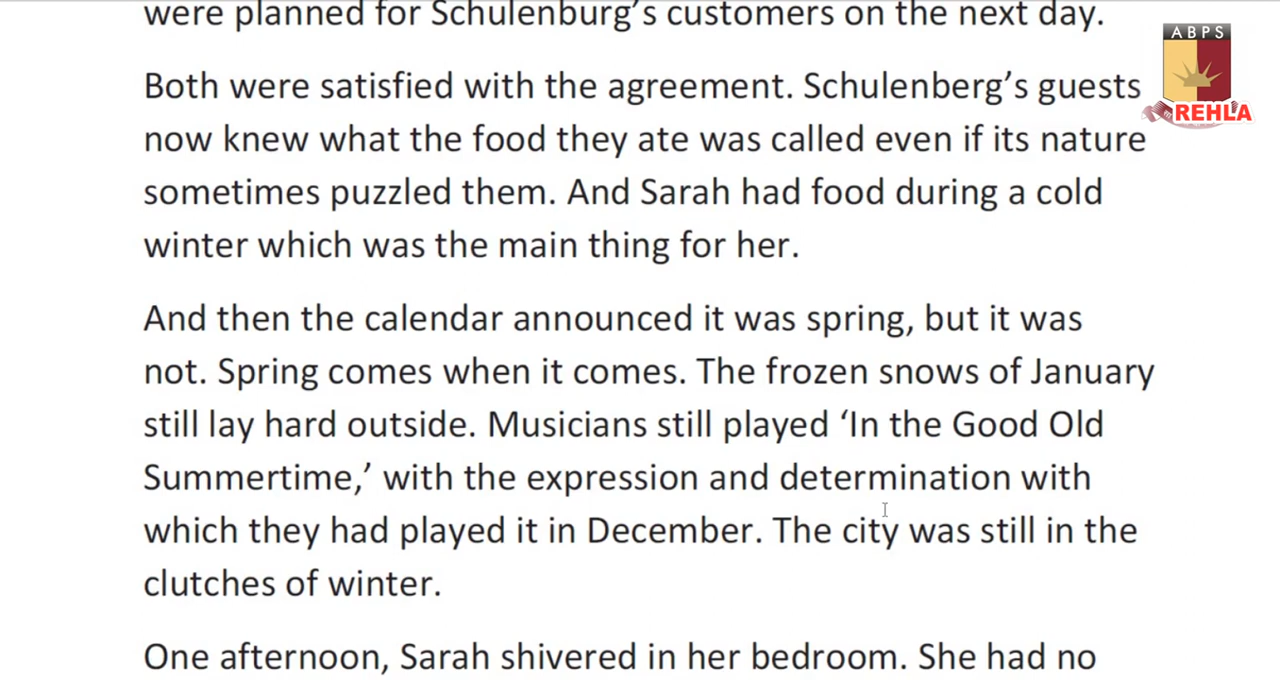 were planned for Schulenburg's customers on the next day.
Both were satisfied with the agreement. Schulenberg's guests
now knew what the food they ate was called even if its nature
sometimes puzzled them. And Sarah had food during a cold
winter which was the main thing for her.
And then the calendar announced it was spring, but it was
not. Spring comes when it comes. The frozen snows of January
still lay hard outside. Musicians still played ‘In the Good Old
Summertime,’ with the expression and determination with
which they had played it in December. The city was still in the
clutches of winter.
One afternoon, Sarah shivered in her bedroom. She had no
ABPS
REHLA